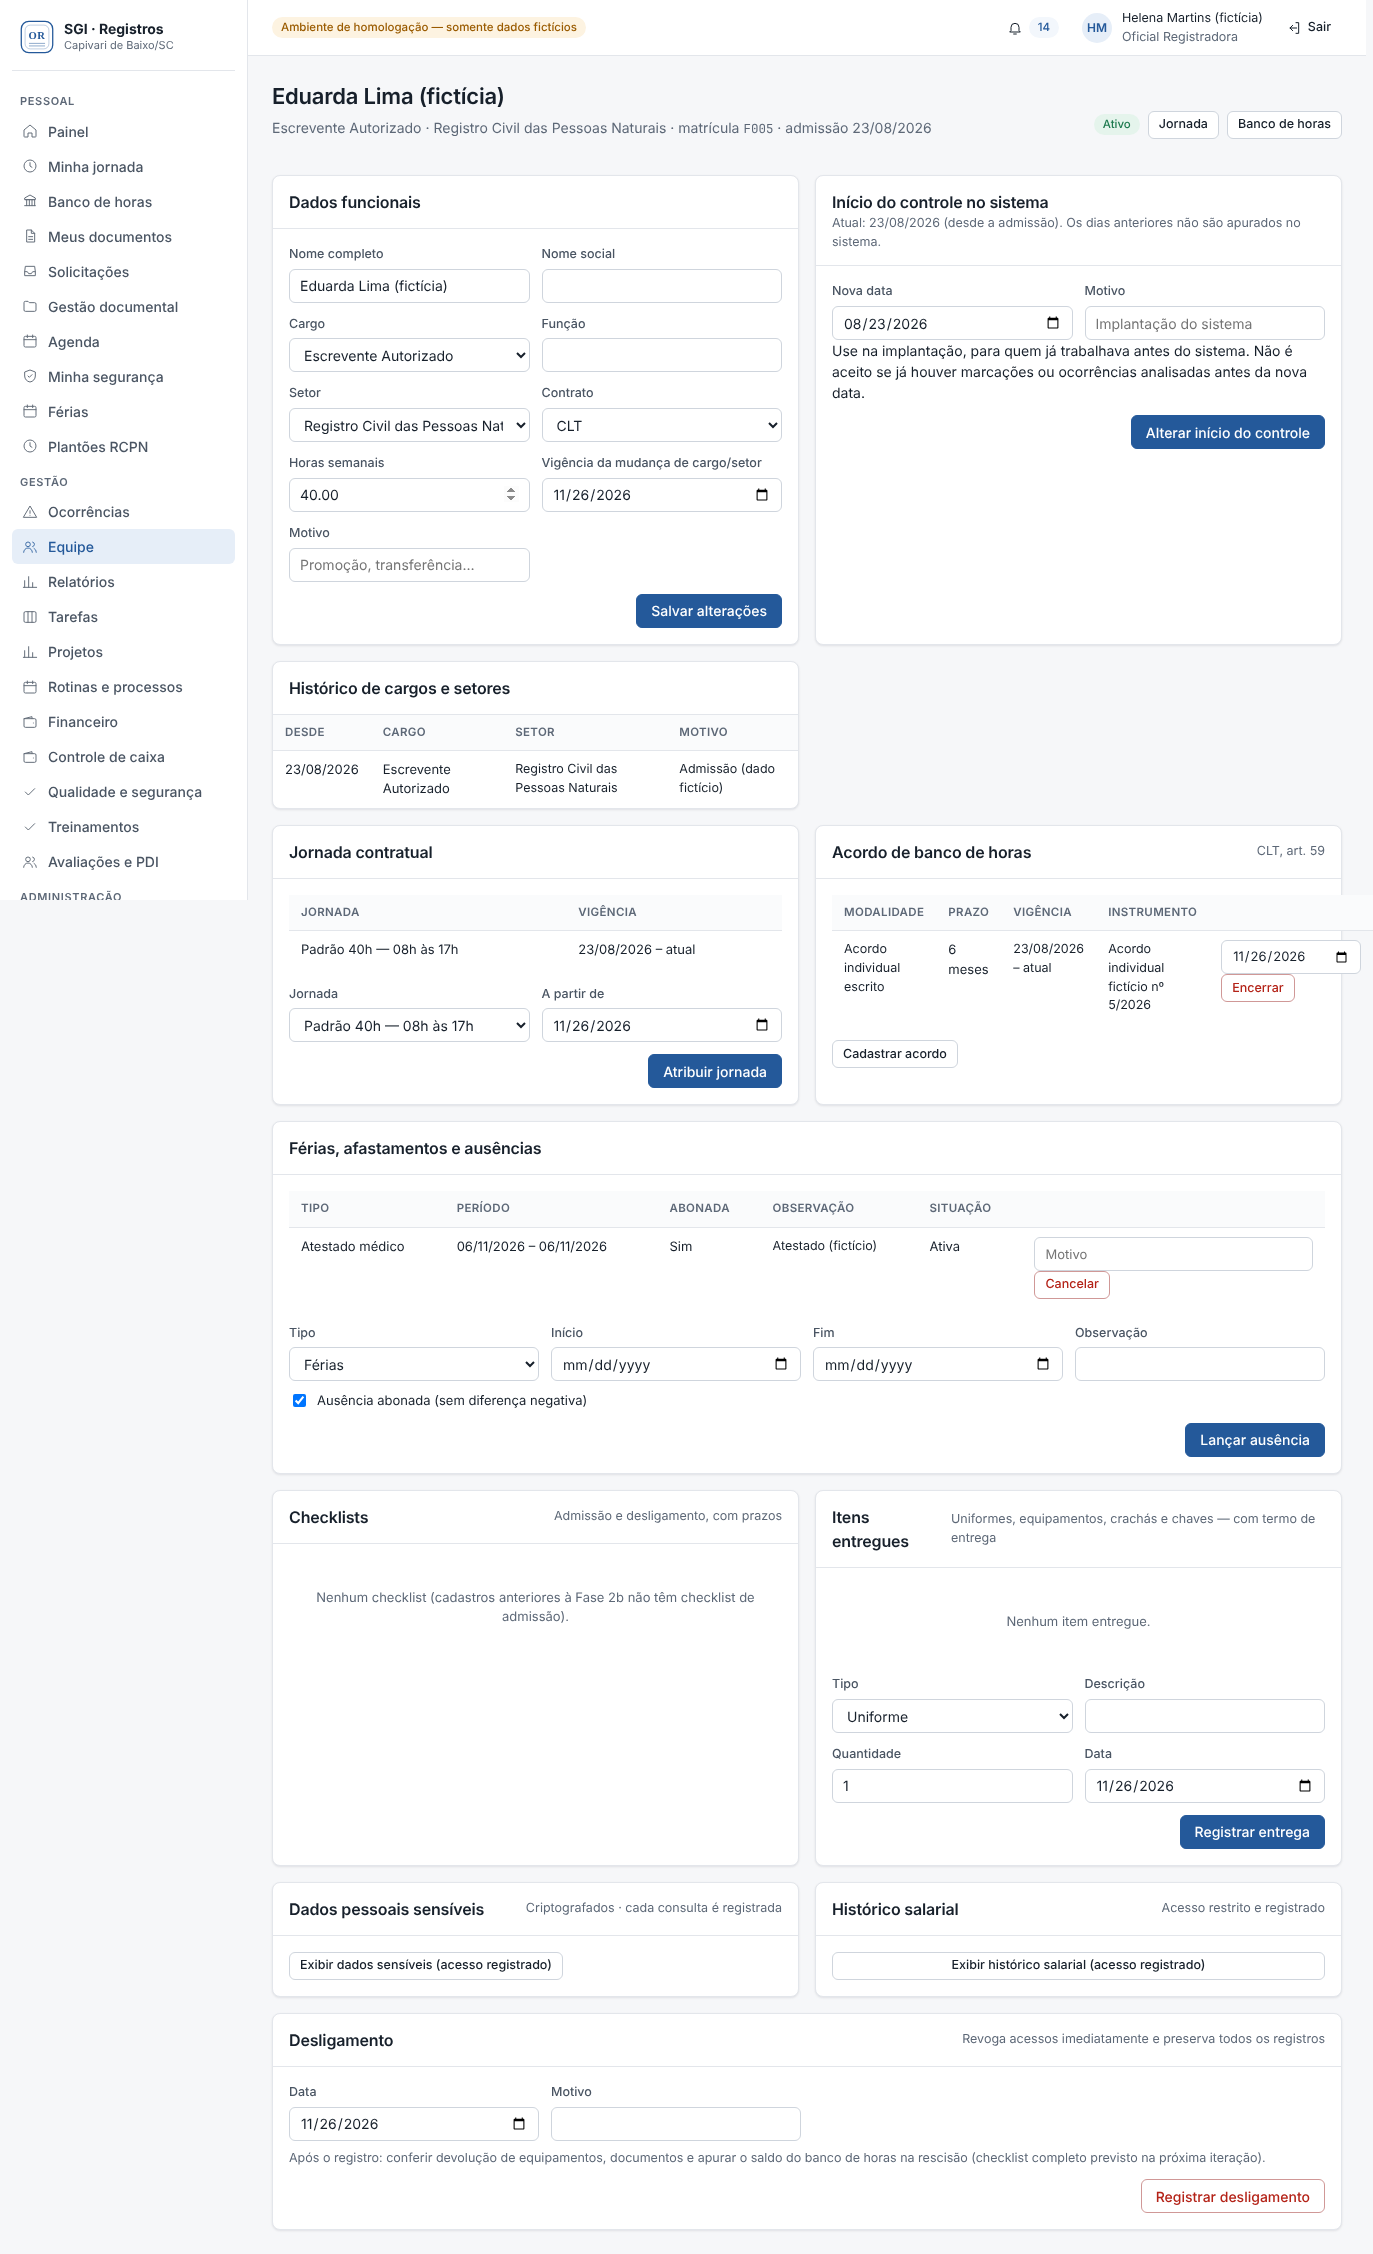 OR
SGI · Registros
Capivari de Baixo/SC
PESSOAL
Painel
Minha jornada
Banco de horas
Meus documentos
Solicitações
Gestão documental
Agenda
Minha segurança
Férias
Plantões RCPN
GESTÃO
Ocorrências
Equipe
Relatórios
Tarefas
Projetos
Rotinas e processos
Financeiro
Controle de caixa
Qualidade e segurança
Treinamentos
Avaliações e PDI
ADMINISTRAÇÃO
Ambiente de homologação — somente dados fictícios
14
HM
Helena Martins (fictícia)
Oficial Registradora
Sair
Eduarda Lima (fictícia)
Escrevente Autorizado · Registro Civil das Pessoas Naturais · matrícula F005 · admissão 23/08/2026
Ativo
Jornada
Banco de horas
Dados funcionais
Nome completo Nome social
Eduarda Lima (fictícia)
Cargo Função
Escrevente Autorizado
Setor Contrato
Registro Civil das Pessoas Nat CLT
Horas semanais Vigência da mudança de cargo/setor
40.00 11/26/2026
Motivo
Promoção, transferência...
Salvar alterações
Início do controle no sistema
Atual: 23/08/2026 (desde a admissão). Os dias anteriores não são apurados no
sistema.
Nova data Motivo
08/23/2026 Implantação do sistema
Use na implantação, para quem já trabalhava antes do sistema. Não é
aceito se já houver marcações ou ocorrências analisadas antes da nova
data.
Alterar início do controle
Histórico de cargos e setores
DESDE CARGO SETOR MOTIVO
23/08/2026 Escrevente Registro Civil das Admissão (dado
Autorizado Pessoas Naturais fictício)
Jornada contratual
JORNADA VIGÊNCIA
Padrão 40h — 08h às 17h 23/08/2026 – atual
Jornada A partir de
Padrão 40h — 08h às 17h 11/26/2026
Atribuir jornada
Acordo de banco de horas CLT, art. 59
MODALIDADE PRAZO VIGÊNCIA INSTRUMENTO
Acordo 6 23/08/2026 Acordo 11/26/2026
individual meses – atual individual
escrito fictício nº
5/2026
Encerrar
Cadastrar acordo
Férias, afastamentos e ausências
TIPO PERÍODO ABONADA OBSERVAÇÃO SITUAÇÃO
Atestado médico 06/11/2026 – 06/11/2026 Sim Atestado (fictício) Ativa Motivo
Cancelar
Tipo Início Fim Observação
Férias mm/dd/yyyy mm/dd/yyyy
Ausência abonada (sem diferença negativa)
Lançar ausência
Checklists Admissão e desligamento, com prazos
Nenhum checklist (cadastros anteriores à Fase 2b não têm checklist de
admissão).
Itens
entregues
Uniformes, equipamentos, crachás e chaves — com termo de
entrega
Nenhum item entregue.
Tipo Descrição
Uniforme
Quantidade Data
1 11/26/2026
Registrar entrega
Dados pessoais sensíveis Criptografados · cada consulta é registrada
Exibir dados sensíveis (acesso registrado)
Histórico salarial Acesso restrito e registrado
Exibir histórico salarial (acesso registrado)
Desligamento Revoga acessos imediatamente e preserva todos os registros
Data Motivo
11/26/2026
Após o registro: conferir devolução de equipamentos, documentos e apurar o saldo do banco de horas na rescisão (checklist completo previsto na próxima iteração).
Registrar desligamento